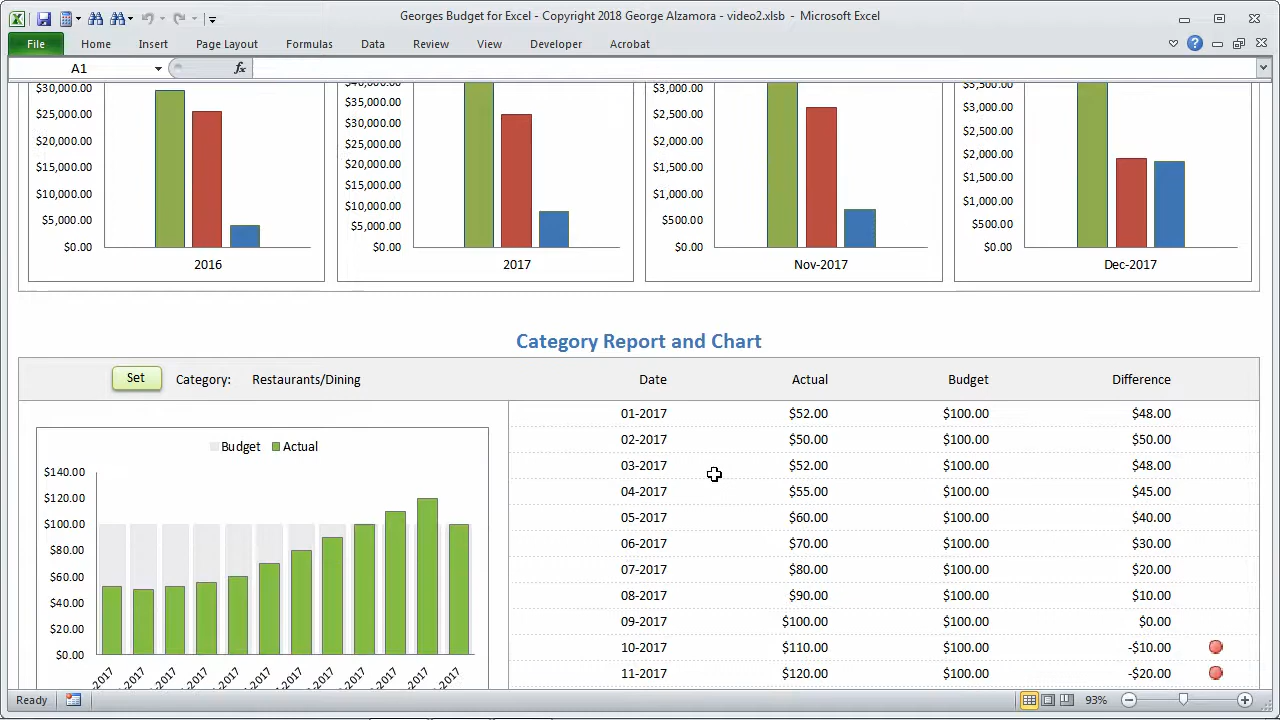 Georges Budget for Excel - Copyright 2018 George Alzamora - video2.xlsb - Microsoft Excel
File Home Insert Page Layout Formulas Data Review View Developer Acrobat
A1 fx
$30,000.00
$25,000.00
$20,000.00
$15,000.00
$10,000.00
$5,000.00
$0.00
2016
$35,000.00
$30,000.00
$25,000.00
$20,000.00
$15,000.00
$10,000.00
$5,000.00
$0.00
2017
$3,000.00
$2,500.00
$2,000.00
$1,500.00
$1,000.00
$500.00
$0.00
Nov-2017
$3,500.00
$3,000.00
$2,500.00
$2,000.00
$1,500.00
$1,000.00
$500.00
$0.00
Dec-2017
Category Report and Chart
Set Category: Restaurants/Dining
Budget Actual
$140.00
$120.00
$100.00
$80.00
$60.00
$40.00
$20.00
$0.00
Date Actual Budget Difference
01-2017 $52.00 $100.00 $48.00
02-2017 $50.00 $100.00 $50.00
03-2017 $52.00 $100.00 $48.00
04-2017 $55.00 $100.00 $45.00
05-2017 $60.00 $100.00 $40.00
06-2017 $70.00 $100.00 $30.00
07-2017 $80.00 $100.00 $20.00
08-2017 $90.00 $100.00 $10.00
09-2017 $100.00 $100.00 $0.00
10-2017 $110.00 $100.00 -$10.00
11-2017 $120.00 $100.00 -$20.00
Ready 93%